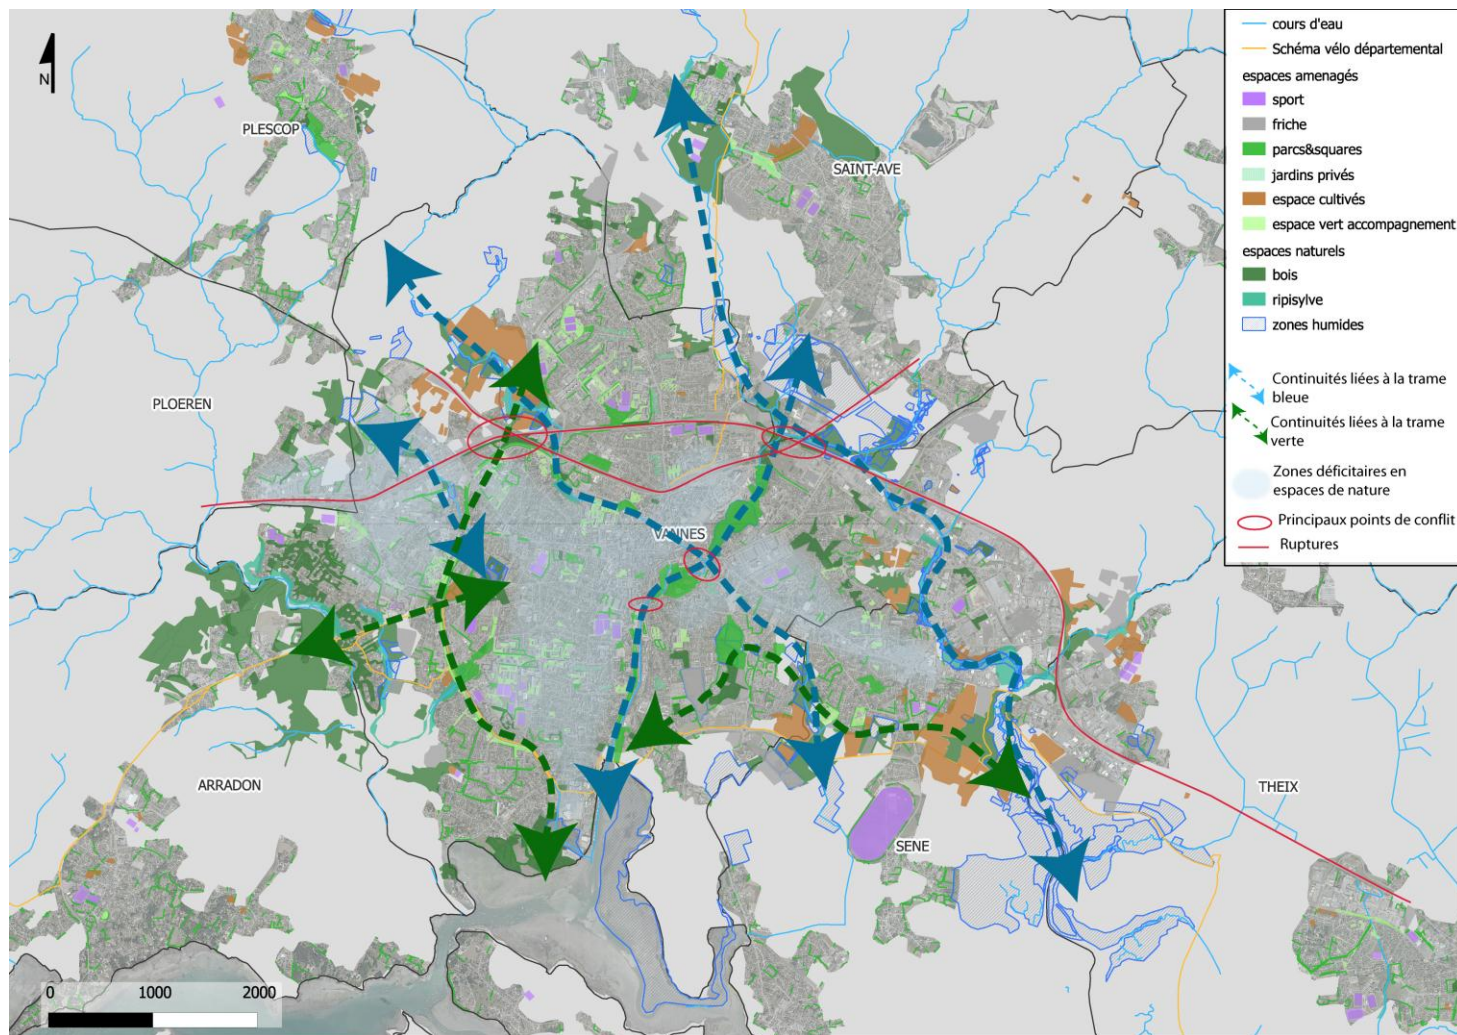 N
PLESCOP
SAINT-AVE
PLOEREN
VANNES
ARRADON
SENE
THEIX
0 1000 2000
cours d'eau
Schéma vélo départemental
espaces amenagés
sport
friche
parcs&squares
jardins privés
espace cultivés
espace vert accompagnement
espaces naturels
bois
ripisylve
zones humides
Continuités liées à la trame
bleue
Continuités liées à la trame
verte
Zones déficitaires en
espaces de nature
Principaux points de conflit
Ruptures